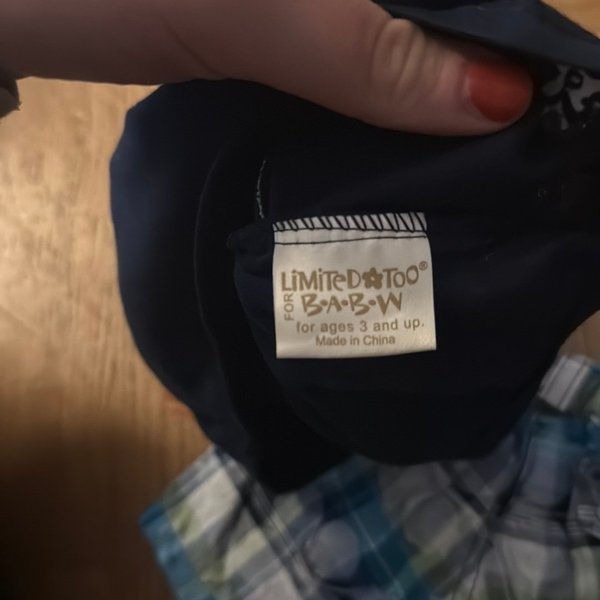 LiMiTeD TOO®
FOR B·A·B·W
for ages 3 and up.
Made in China